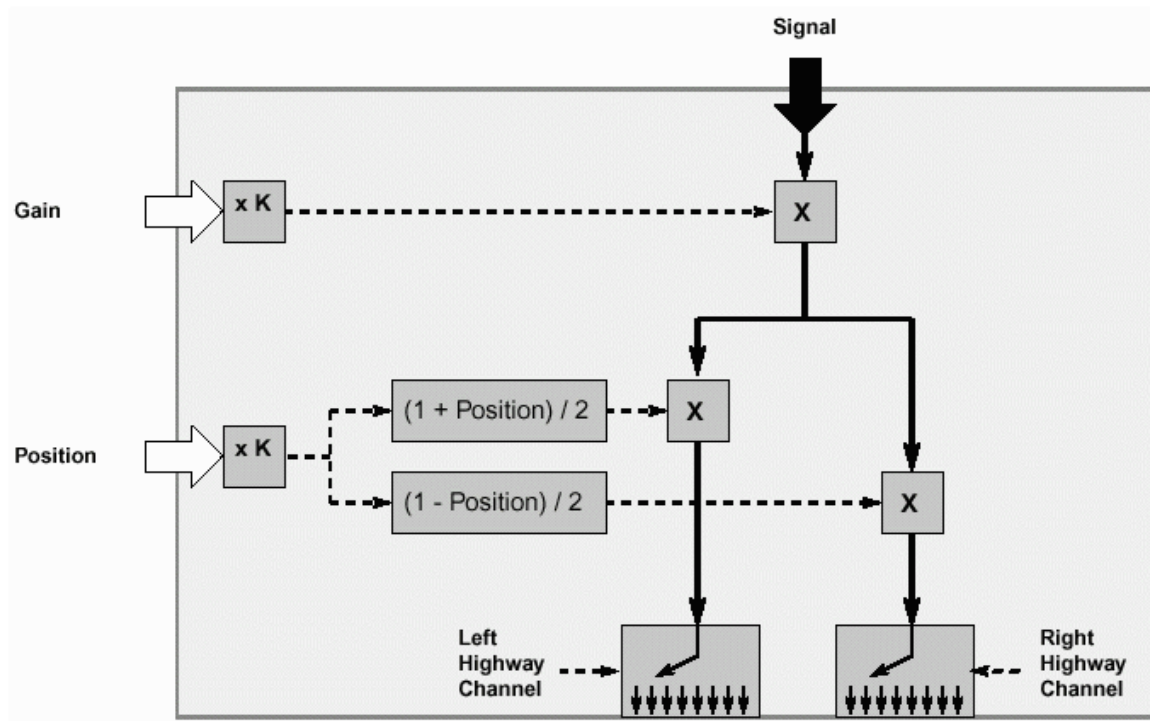 Signal
Gain
x K
X
(1 + Position) / 2
X
Position
x K
(1 - Position) / 2
X
Left
Highway
Channel
Right
Highway
Channel